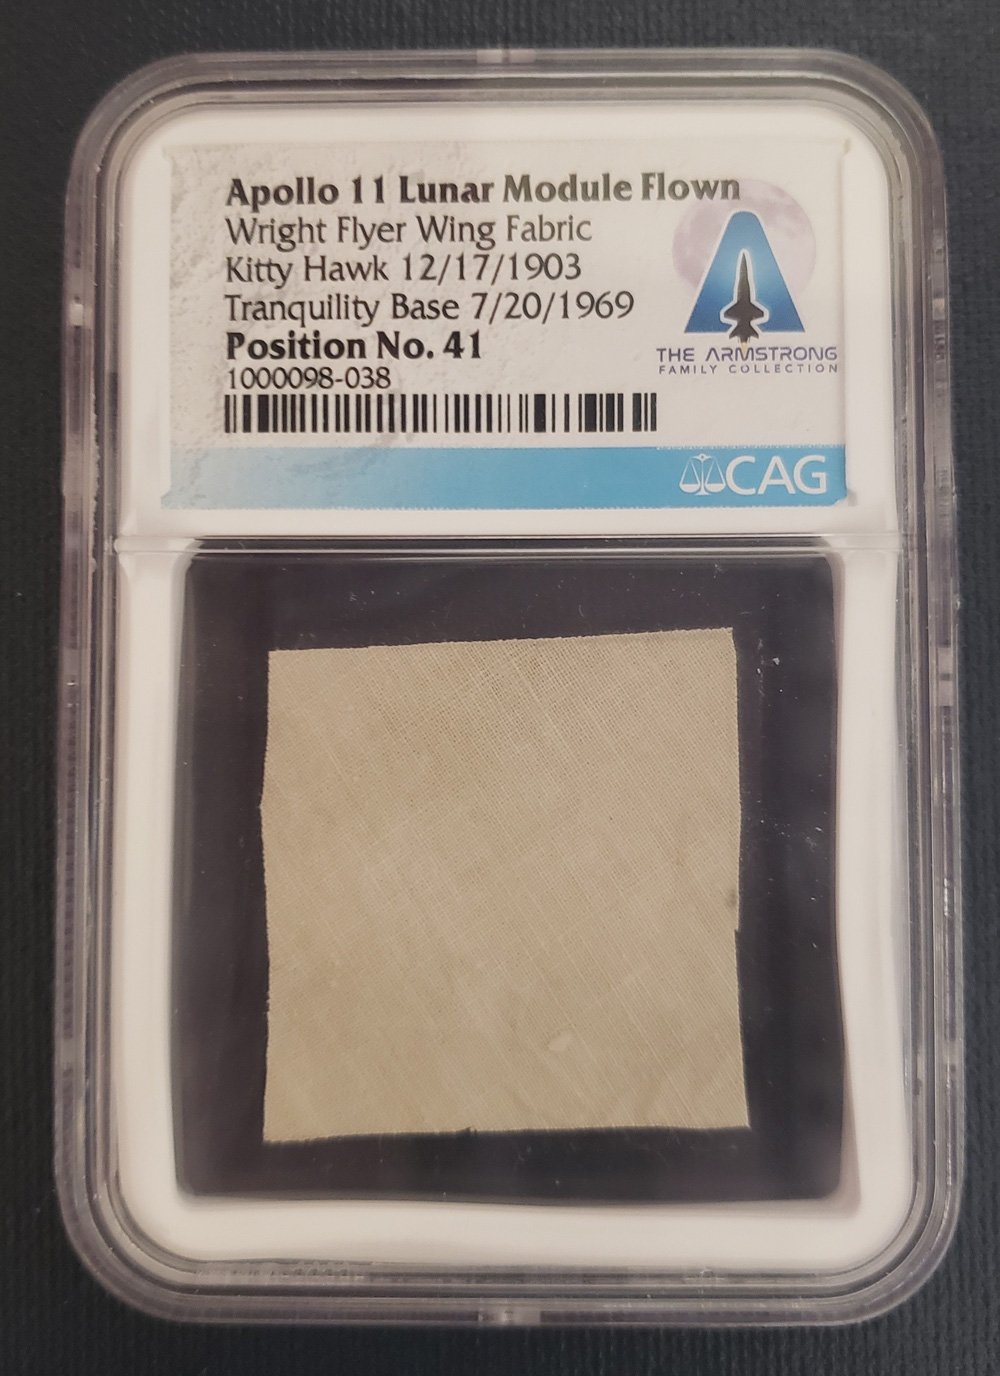 Apollo 11 Lunar Module Flown
Wright Flyer Wing Fabric
Kitty Hawk 12/17/1903
Tranquility Base 7/20/1969
Position No. 41
1000098-038
THE ARMSTRONG
FAMILY COLLECTION
CAG